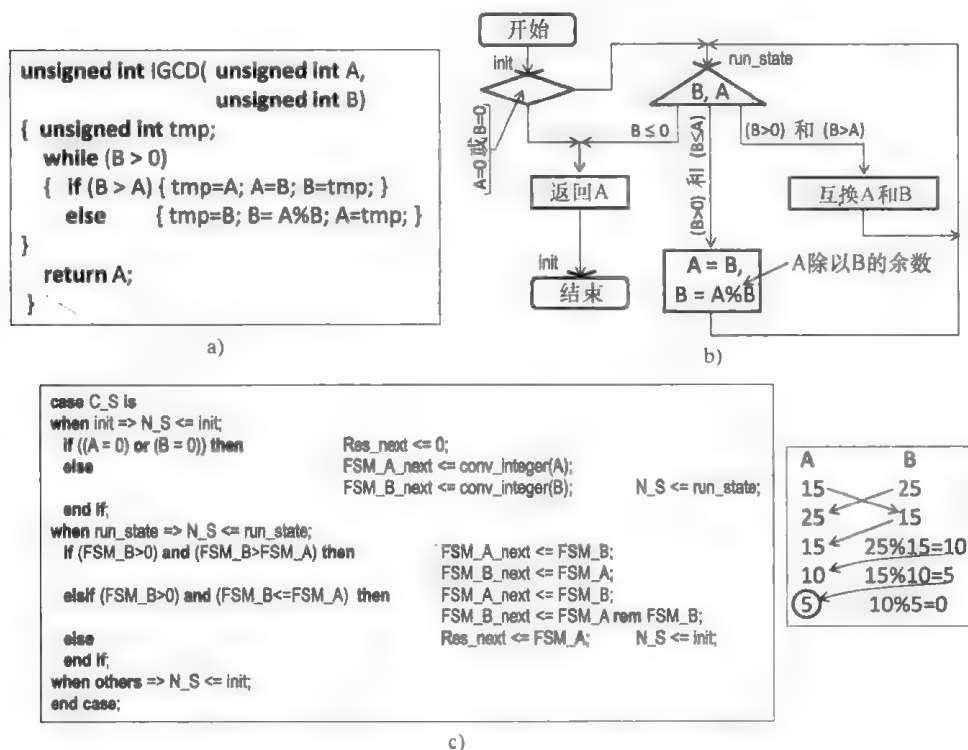 unsigned int IGCD( unsigned int A,
unsigned int B)
{ unsigned int tmp;
while (B > 0)
{ if (B > A) { tmp=A; A=B; B=tmp; }
else { tmp=B; B= A%B; A=tmp; }
}
return A;
}
a)
开始
init
run_state
B, A
A=0 或 B=0
B ≤ 0
(B>0) 和 (B≤A)
(B>0) 和 (B>A)
返回A
互换A和B
init
结束
A = B,
B = A%B
A除以B的余数
b)
case C_S is
when init => N_S <= init;
if ((A = 0) or (B = 0)) then Res_next <= 0;
else FSM_A_next <= conv_integer(A);
FSM_B_next <= conv_integer(B); N_S <= run_state;
end if;
when run_state => N_S <= run_state;
if (FSM_B>0) and (FSM_B>FSM_A) then FSM_A_next <= FSM_B;
FSM_B_next <= FSM_A;
elsif (FSM_B>0) and (FSM_B<=FSM_A) then FSM_A_next <= FSM_B;
FSM_B_next <= FSM_A rem FSM_B;
else Res_next <= FSM_A; N_S <= init;
end if;
when others => N_S <= init;
end case;
A B
15 25
25 15
15 25%15=10
10 15%10=5
5 10%5=0
c)